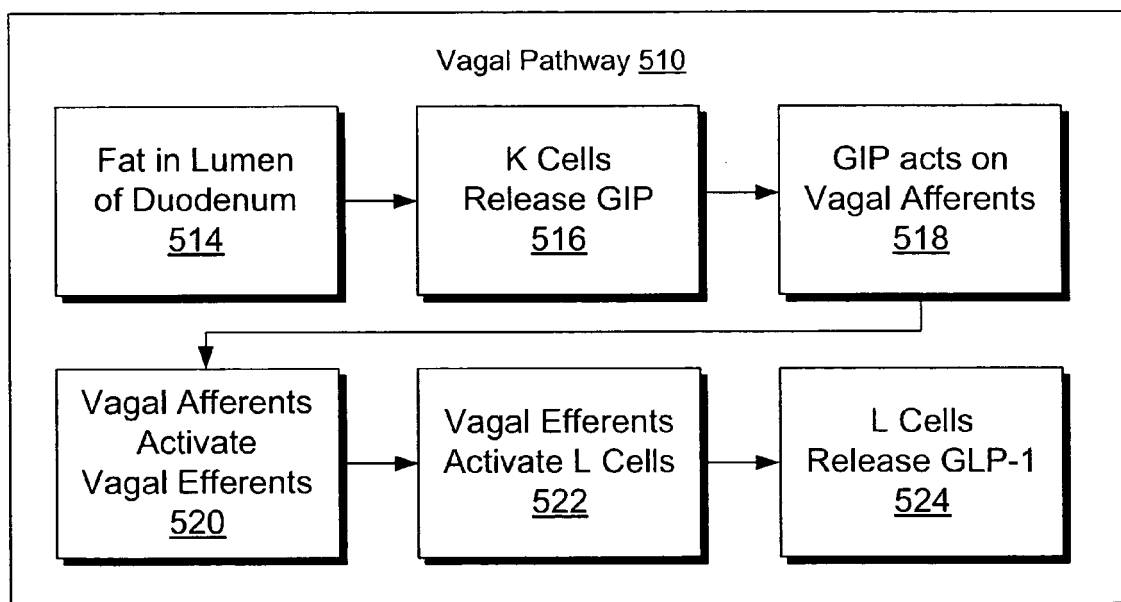 Vagal Pathway 510
Fat in Lumen
of Duodenum
514
K Cells
Release GIP
516
GIP acts on
Vagal Afferents
518
Vagal Afferents
Activate
Vagal Efferents
520
Vagal Efferents
Activate L Cells
522
L Cells
Release GLP-1
524